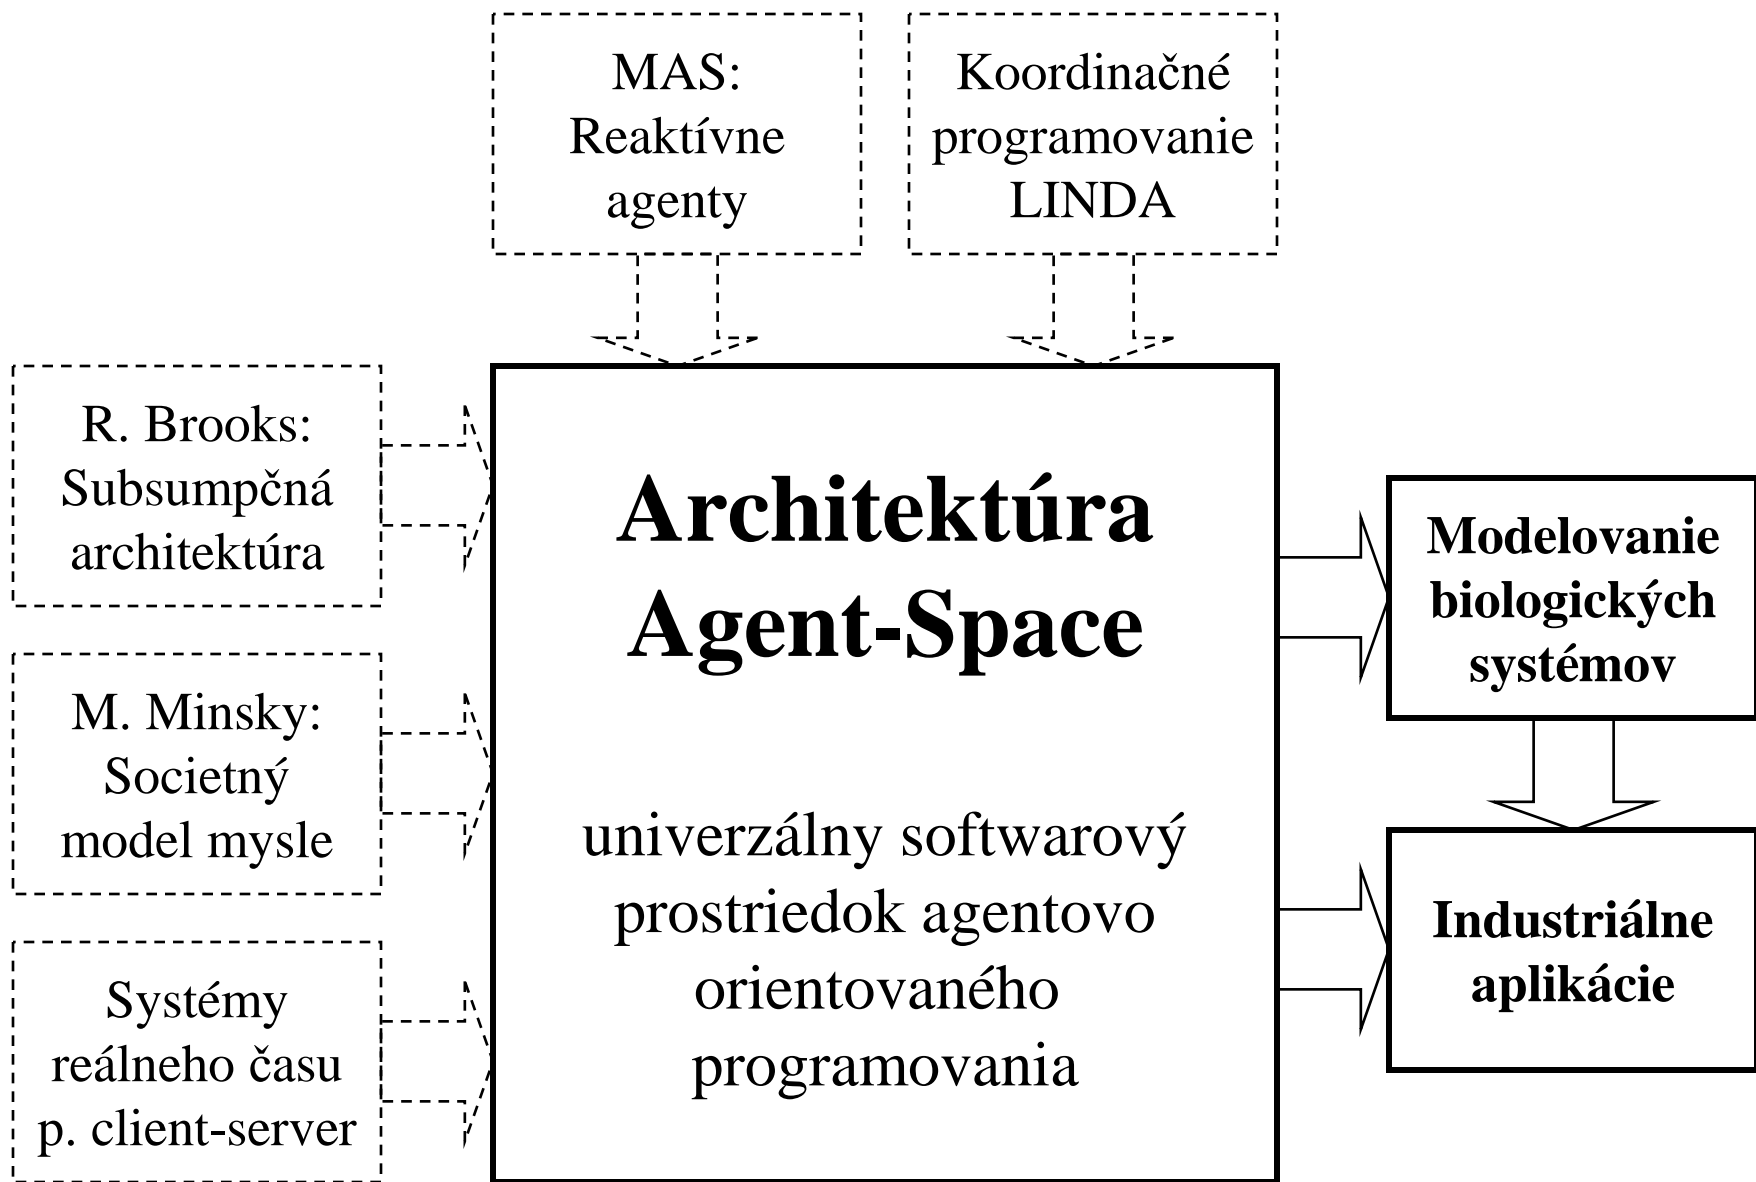 MAS:
Reaktívne
agenty
Koordinačné
programovanie
LINDA
R. Brooks:
Subsumpčná
architektúra
M. Minsky:
Societný
model mysle
Systémy
reálneho času
p. client-server
Architektúra
Agent-Space
univerzálny softwarový
prostriedok agentovo
orientovaného
programovania
Modelovanie
biologických
systémov
Industriálne
aplikácie